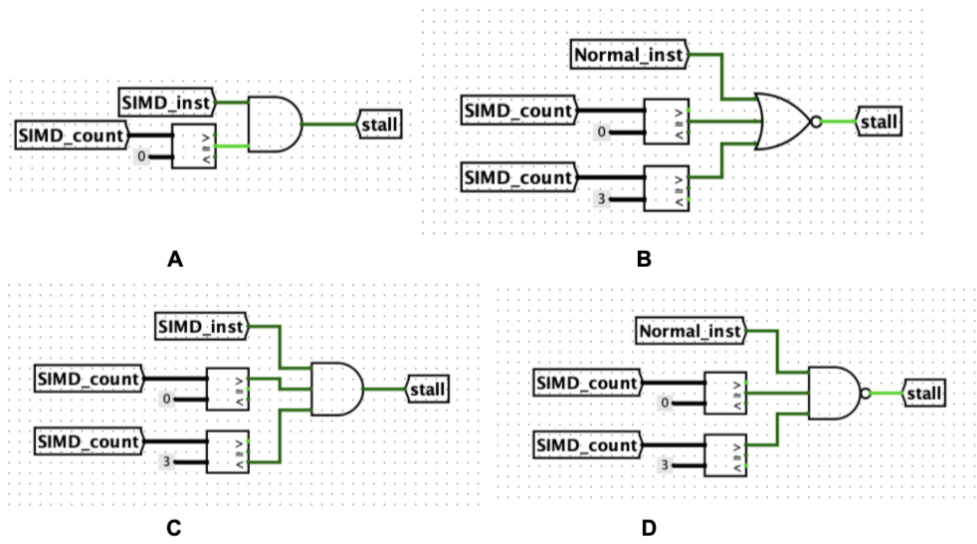 SIMD_inst
SIMD_count
0
>
=
<
stall
A
Normal_inst
SIMD_count
0
>
=
<
SIMD_count
3
>
=
<
stall
B
SIMD_inst
SIMD_count
0
>
=
<
SIMD_count
3
>
=
<
stall
C
Normal_inst
SIMD_count
0
>
=
<
SIMD_count
3
>
=
<
stall
D